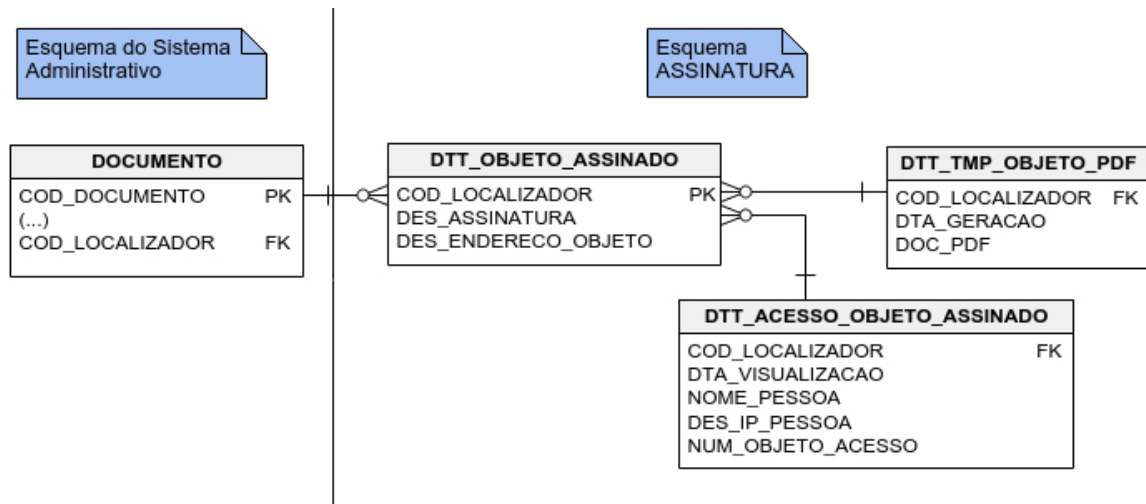 Esquema do Sistema
Administrativo
Esquema
ASSINATURA
DOCUMENTO
COD_DOCUMENTO PK
(...)
COD_LOCALIZADOR FK
DTT_OBJETO_ASSINADO
COD_LOCALIZADOR PK
DES_ASSINATURA
DES_ENDERECO_OBJETO
DTT_TMP_OBJETO_PDF
COD_LOCALIZADOR FK
DTA_GERACAO
DOC_PDF
DTT_ACESSO_OBJETO_ASSINADO
COD_LOCALIZADOR FK
DTA_VISUALIZACAO
NOME_PESSOA
DES_IP_PESSOA
NUM_OBJETO_ACESSO